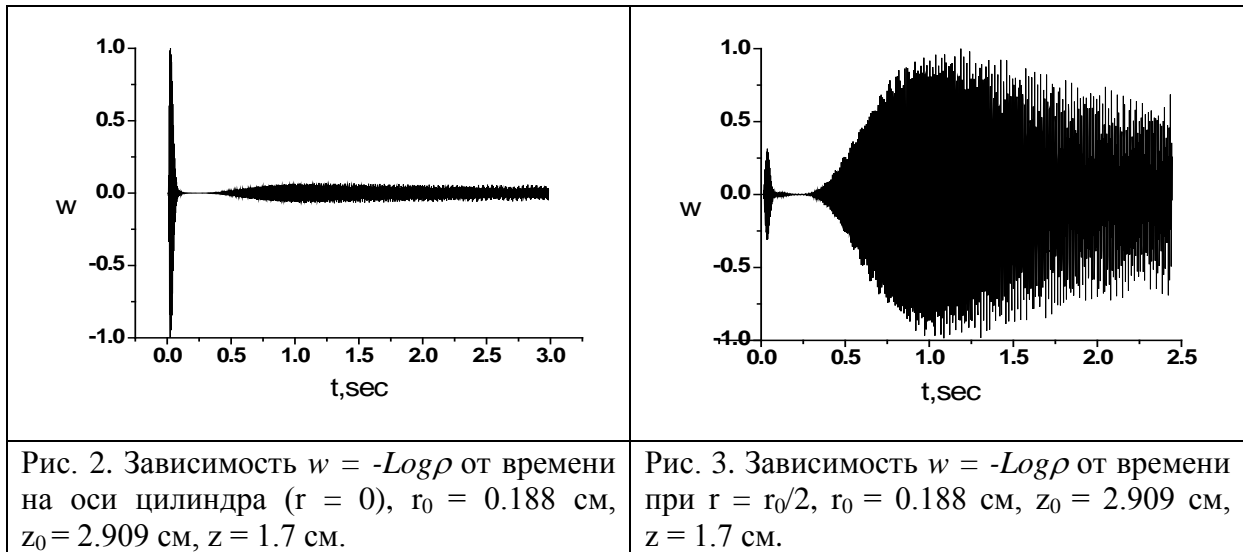 1.0
0.5
0.0
-0.5
-1.0
w
0.0 0.5 1.0 1.5 2.0 2.5 3.0
t,sec
1.0
0.5
0.0
-0.5
-1.0
w
0.0 0.5 1.0 1.5 2.0 2.5
t,sec
Рис. 2. Зависимость w = -Logρ от времени
на оси цилиндра (r = 0), r₀ = 0.188 см,
z₀ = 2.909 см, z = 1.7 см.
Рис. 3. Зависимость w = -Logρ от времени
при r = r₀/2, r₀ = 0.188 см, z₀ = 2.909 см,
z = 1.7 см.